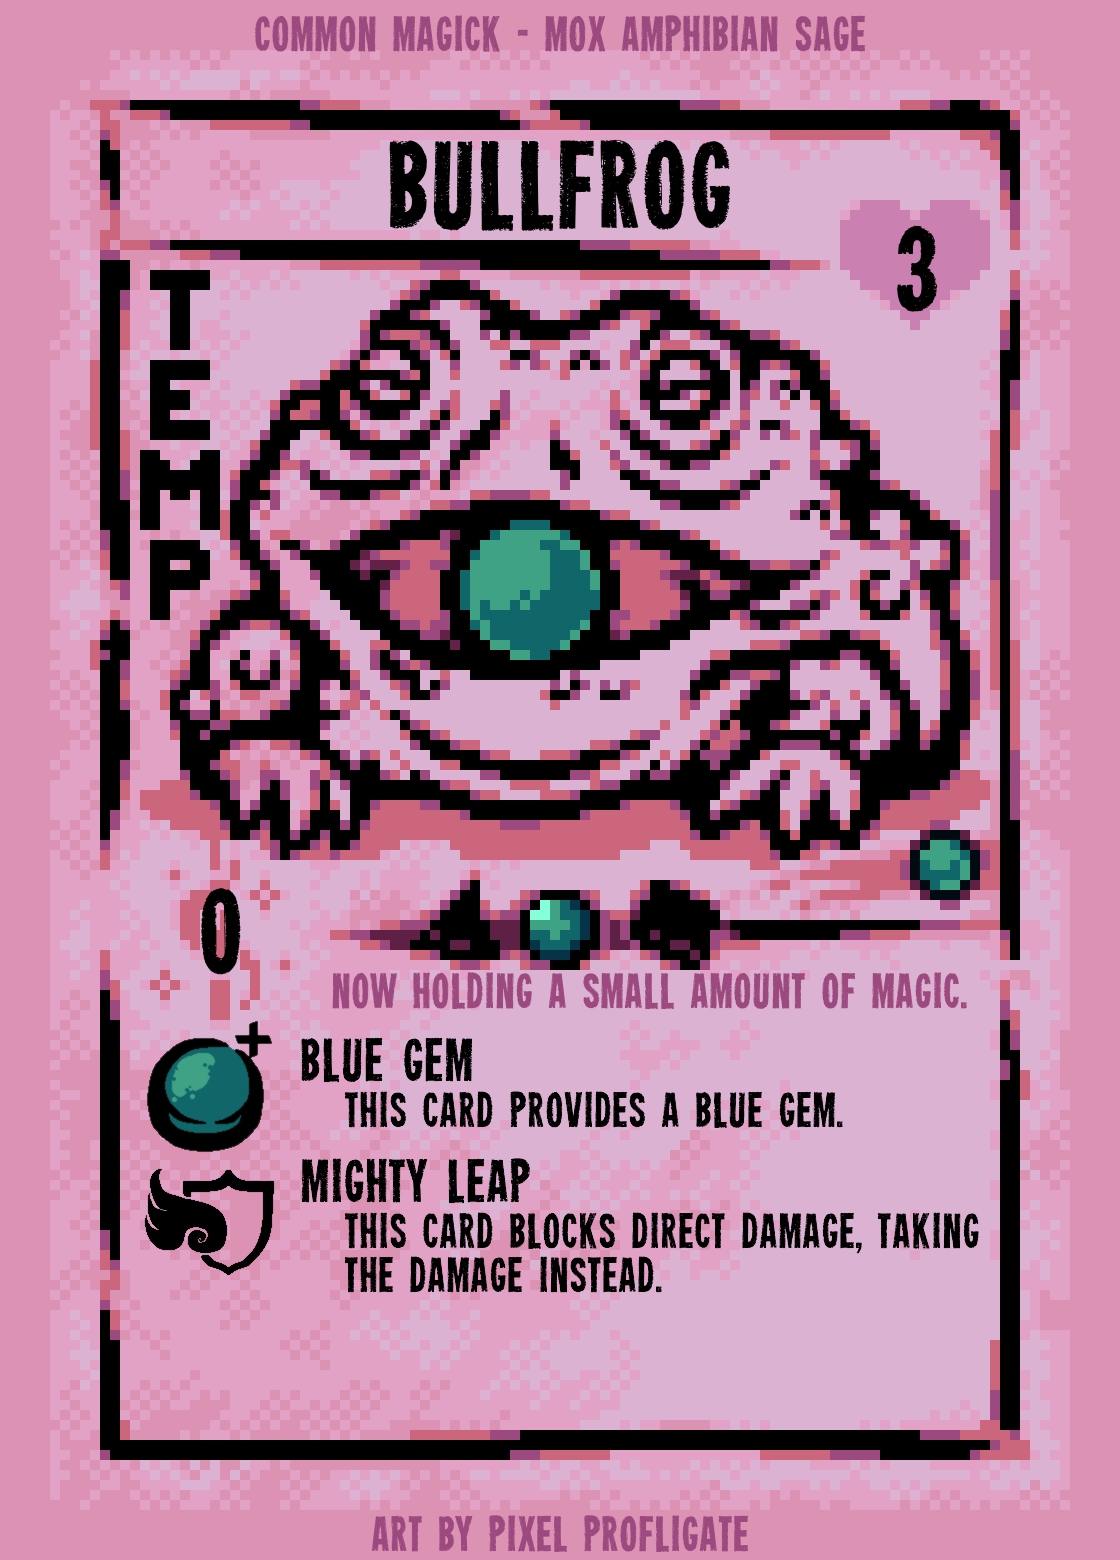 COMMON MAGICK - MOX AMPHIBIAN SAGE
BULLFROG
3
TEMP
0
NOW HOLDING A SMALL AMOUNT OF MAGIC.
BLUE GEM
THIS CARD PROVIDES A BLUE GEM.
MIGHTY LEAP
THIS CARD BLOCKS DIRECT DAMAGE, TAKING
THE DAMAGE INSTEAD.
ART BY PIXEL PROFLIGATE